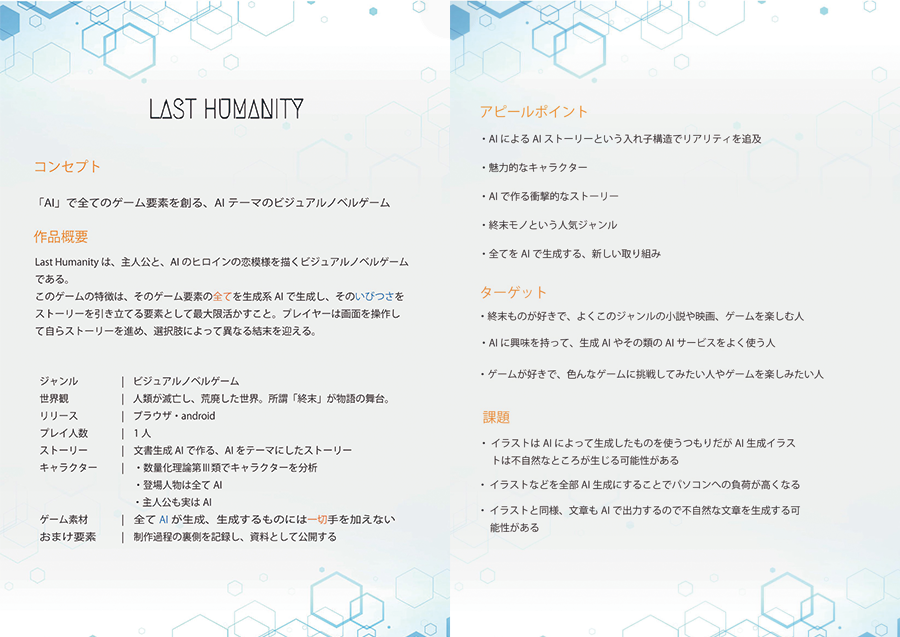 LAST HUMANITY
コンセプト
「AI」で全てのゲーム要素を創る、AI テーマのビジュアルノベルゲーム
作品概要
Last Humanity は、主人公と、AI のヒロインの恋模様を描くビジュアルノベルゲーム
である。
このゲームの特徴は、そのゲーム要素の全てを生成系 AI で生成し、そのいびつさを
ストーリーを引き立てる要素として最大限活かすこと。プレイヤーは画面を操作し
て自らストーリーを進め、選択肢によって異なる結末を迎える。
ジャンル | ビジュアルノベルゲーム
世界観 | 人類が滅亡し、荒廃した世界。所謂「終末」が物語の舞台。
リリース | ブラウザ・android
プレイ人数 | 1 人
ストーリー | 文書生成 AI で作る、AI をテーマにしたストーリー
キャラクター | ・数量化理論第Ⅲ類でキャラクターを分析
・登場人物は全て AI
・主人公も実は AI
ゲーム素材 | 全て AI が生成、生成するものには一切手を加えない
おまけ要素 | 制作過程の裏側を記録し、資料として公開する
アピールポイント
・AI による AI ストーリーという入れ子構造でリアリティを追及
・魅力的なキャラクター
・AI で作る衝撃的なストーリー
・終末モノという人気ジャンル
・全てを AI で生成する、新しい取り組み
ターゲット
・終末ものが好きで、よくこのジャンルの小説や映画、ゲームを楽しむ人
・AI に興味を持って、生成 AI やその類の AI サービスをよく使う人
・ゲームが好きで、色んなゲームに挑戦してみたい人やゲームを楽しみたい人
課題
・ イラストは AI によって生成したものを使うつもりだが AI 生成イラス
トは不自然なところが生じる可能性がある
・ イラストなどを全部 AI 生成にすることでパソコンへの負荷が高くなる
・ イラストと同様、文章も AI で出力するので不自然な文章を生成する可
能性がある